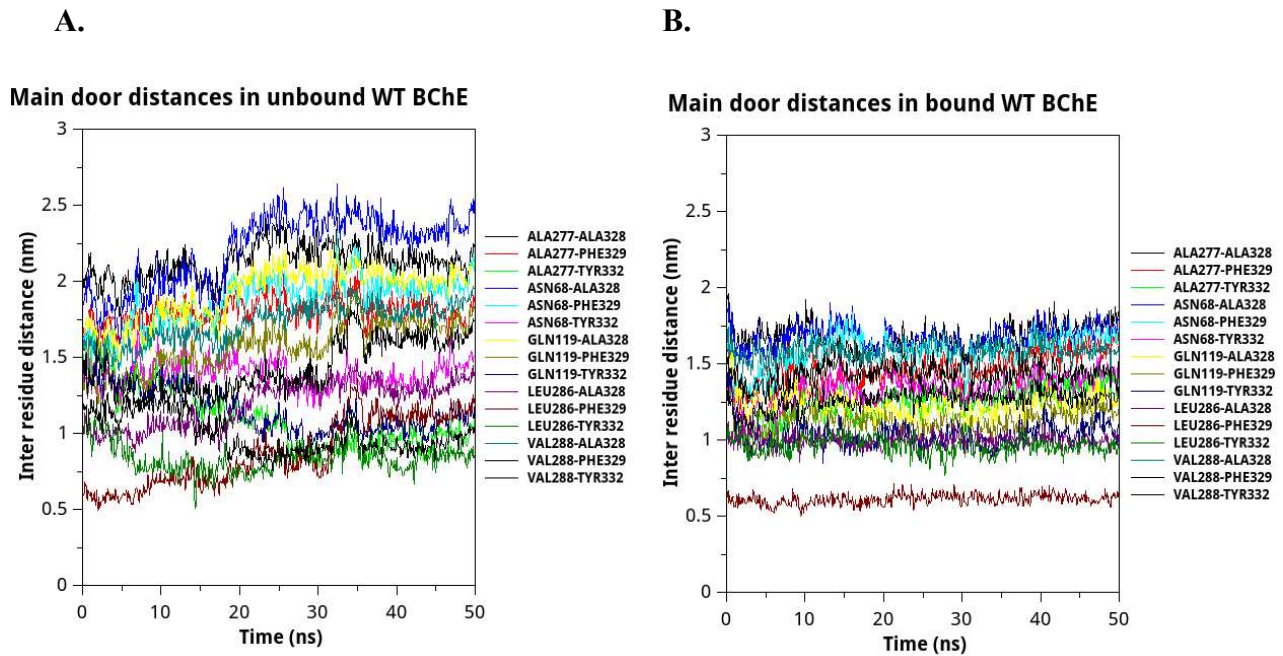 A.
Main door distances in unbound WT BChE
3
2.5
2
1.5
1
0.5
0
0 10 20 30 40 50
Inter residue distance (nm)
Time (ns)
ALA277-ALA328
ALA277-PHE329
ALA277-TYR332
ASN68-ALA328
ASN68-PHE329
ASN68-TYR332
GLN119-ALA328
GLN119-PHE329
GLN119-TYR332
LEU286-ALA328
LEU286-PHE329
LEU286-TYR332
VAL288-ALA328
VAL288-PHE329
VAL288-TYR332
B.
Main door distances in bound WT BChE
3
2.5
2
1.5
1
0.5
0
0 10 20 30 40 50
Inter residue distance (nm)
Time (ns)
ALA277-ALA328
ALA277-PHE329
ALA277-TYR332
ASN68-ALA328
ASN68-PHE329
ASN68-TYR332
GLN119-ALA328
GLN119-PHE329
GLN119-TYR332
LEU286-ALA328
LEU286-PHE329
LEU286-TYR332
VAL288-ALA328
VAL288-PHE329
VAL288-TYR332